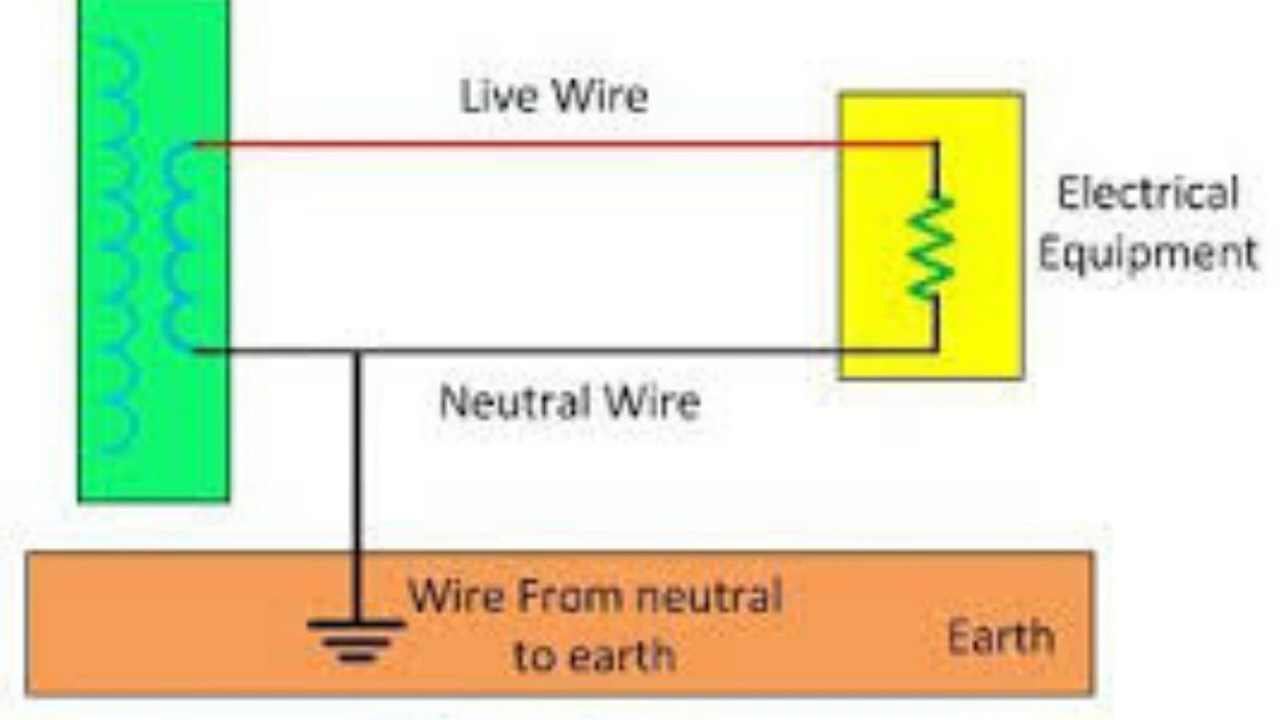 Live Wire
Electrical
Equipment
Neutral Wire
Wire From neutral
to earth
Earth